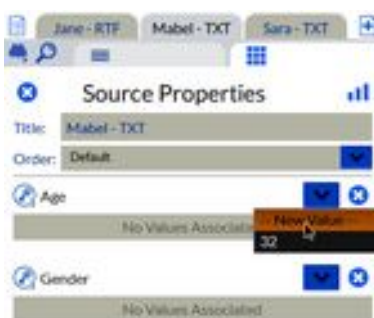 Jane - RTF Mabel - TXT Sara - TXT
Source Properties
Title: Mabel - TXT
Order: Default
Age
- New Value -
No Values Associated
32
Gender
No Values Associated